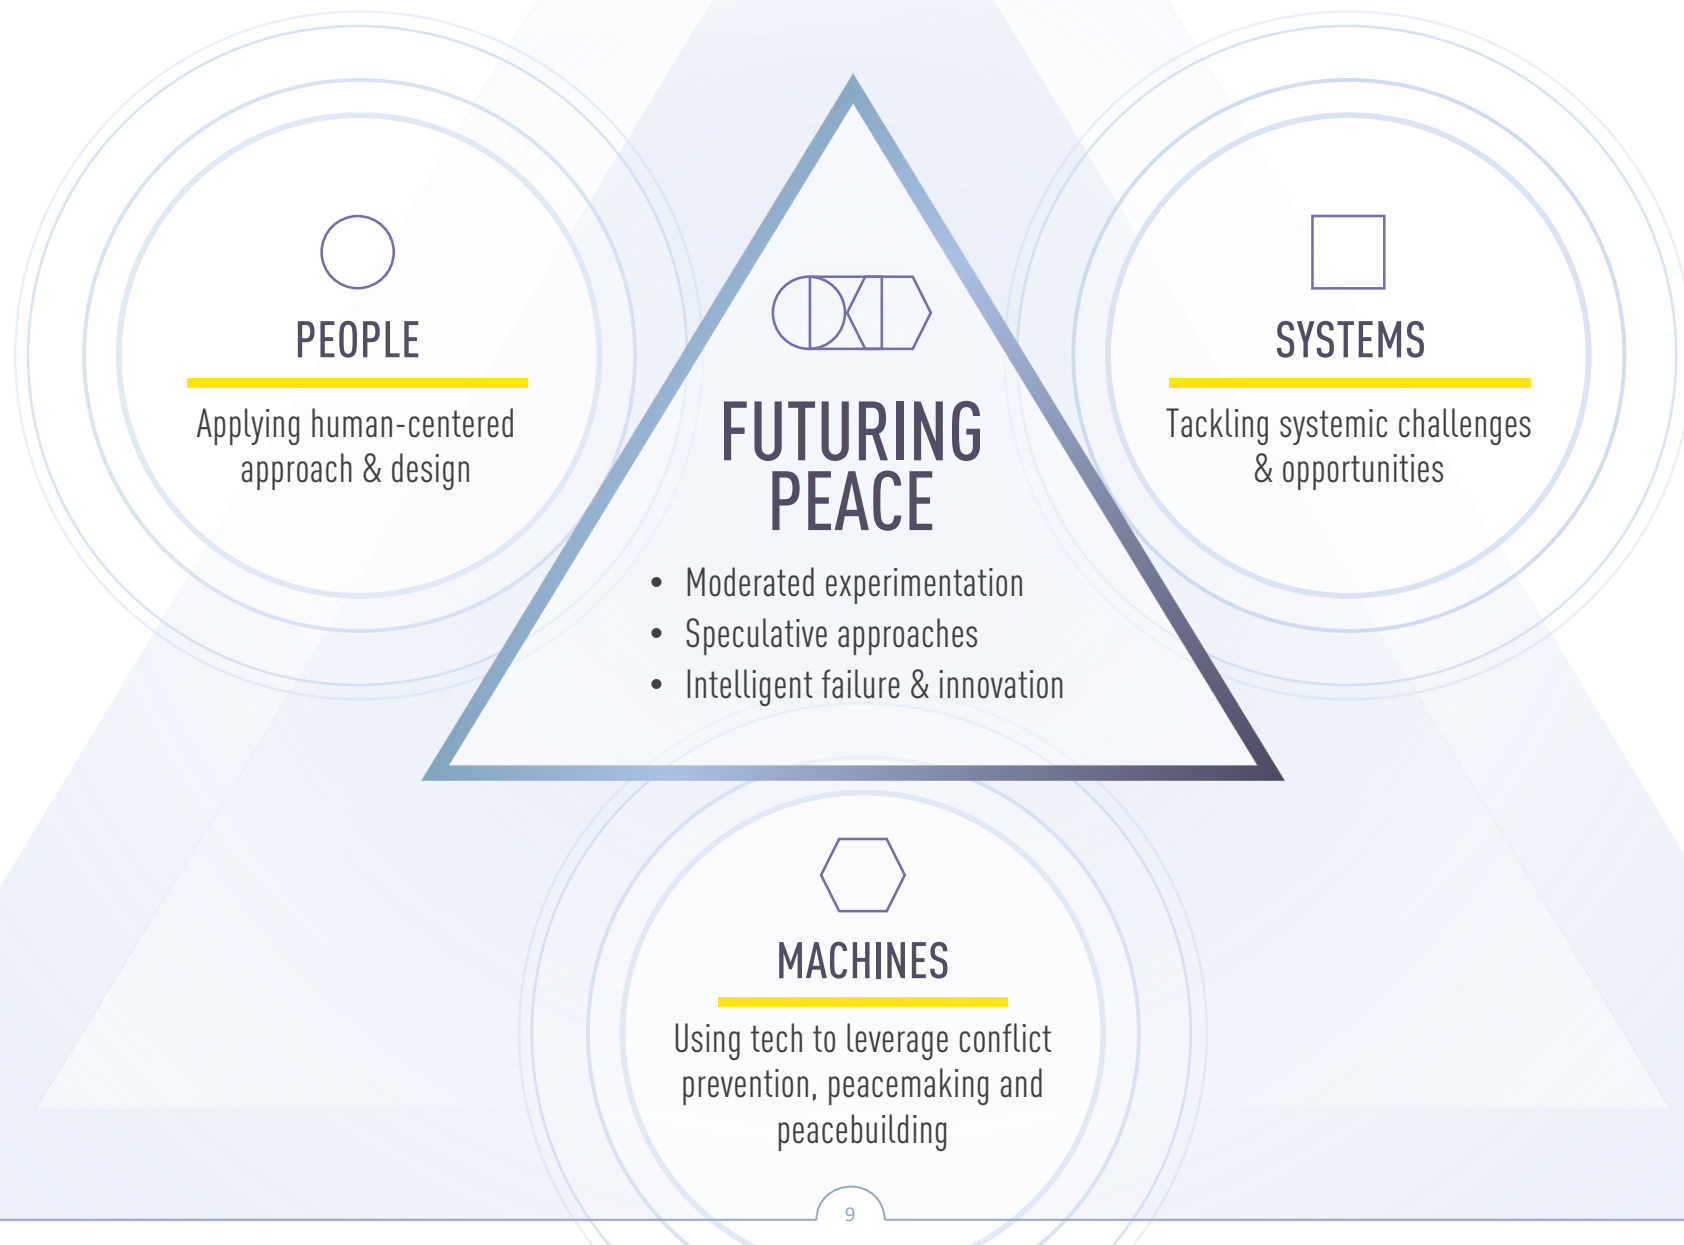 PEOPLE
Applying human-centered
approach & design
FUTURING
PEACE
• Moderated experimentation
• Speculative approaches
• Intelligent failure & innovation
SYSTEMS
Tackling systemic challenges
& opportunities
MACHINES
Using tech to leverage conflict
prevention, peacemaking and
peacebuilding
9